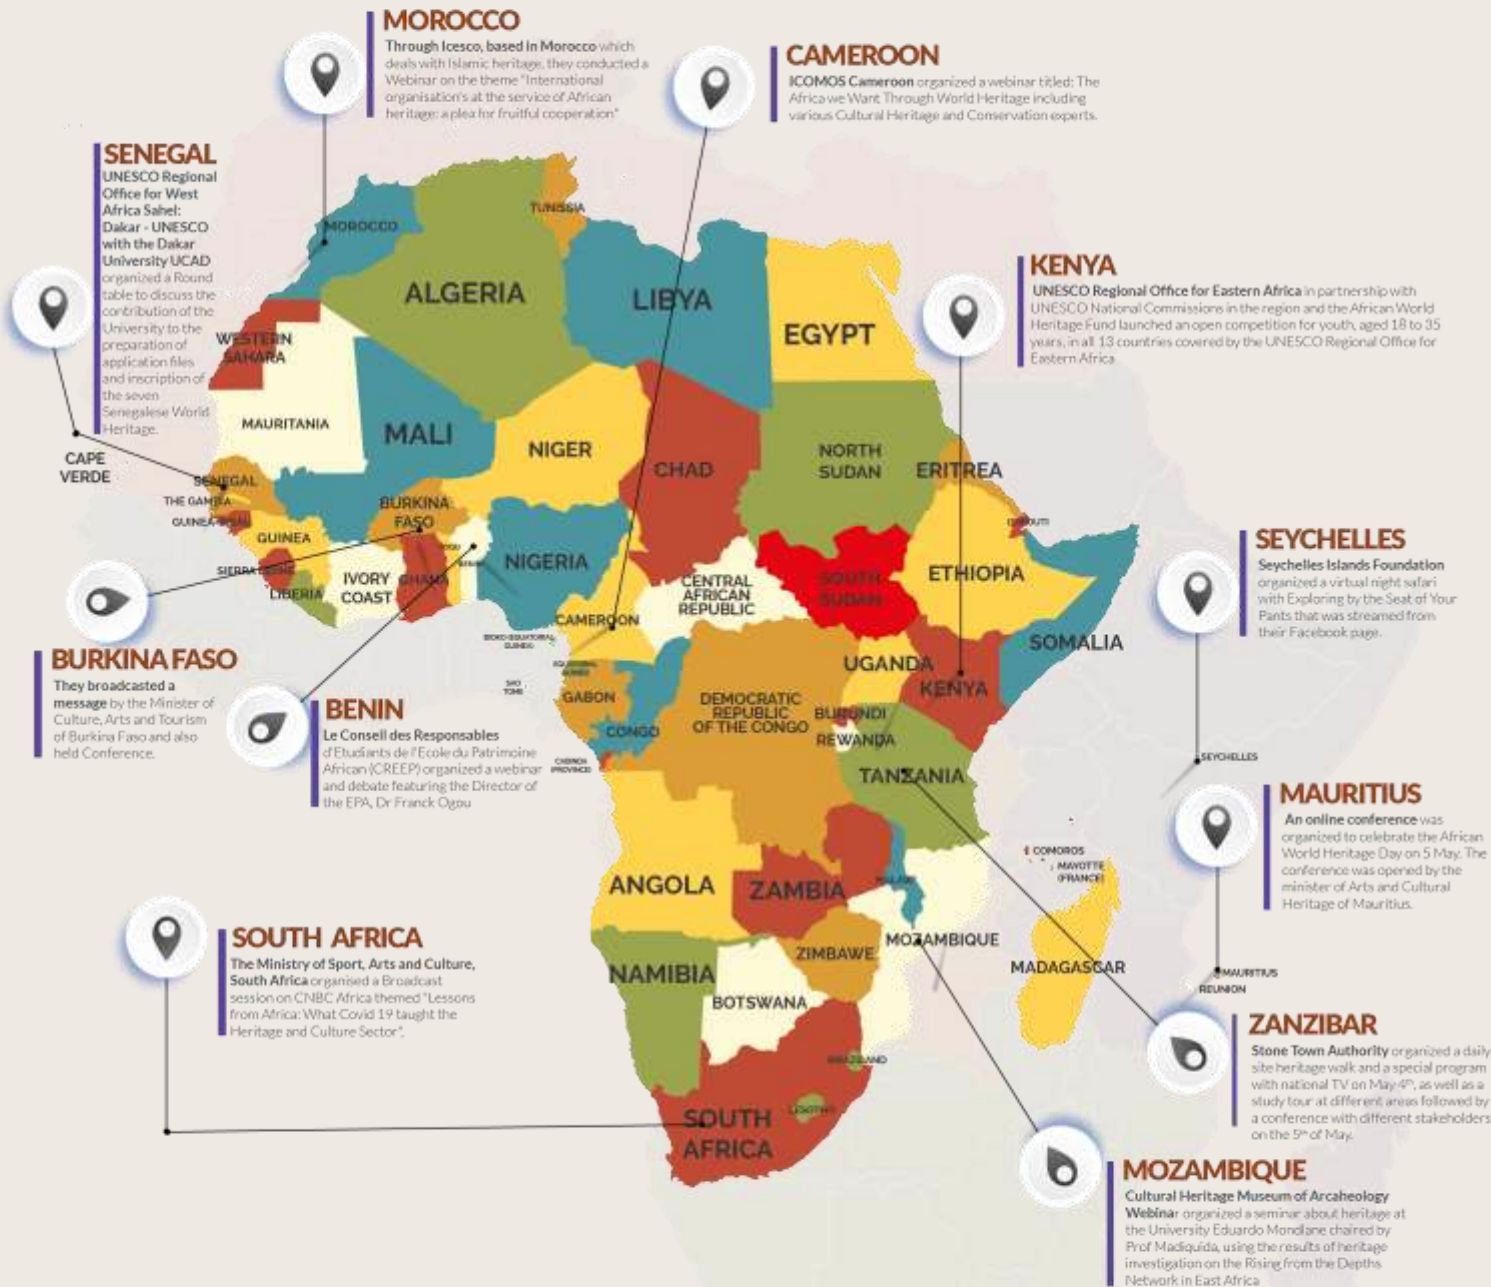 MOROCCO
Through Icesco, based in Morocco which
deals with Islamic heritage, they conducted a
Webinar on the theme "International
organisation's at the service of African
heritage: a plea for fruitful cooperation"
CAMEROON
ICOMOS Cameroon organized a webinar titled: The
Africa we Want Through World Heritage including
various Cultural Heritage and Conservation experts.
SENEGAL
UNESCO Regional
Office for West
Africa Sahel:
Dakar - UNESCO
with the Dakar
University UCAD
organized a Round
table to discuss the
contribution of the
University to the
preparation of
application files
and inscription of
the seven
Senegalese World
Heritage.
KENYA
UNESCO Regional Office for Eastern Africa in partnership with
UNESCO National Commissions in the region and the African World
Heritage Fund launched an open competition for youth, aged 18 to 35
years, in all 13 countries covered by the UNESCO Regional Office for
Eastern Africa
SEYCHELLES
Seychelles Islands Foundation
organized a virtual night safari
with Exploring by the Seat of Your
Pants that was streamed from
their Facebook page.
BURKINA FASO
They broadcasted a
message by the Minister of
Culture, Arts and Tourism
of Burkina Faso and also
held Conference.
BENIN
Le Conseil des Responsables
d'Etudiants de l'Ecole du Patrimoine
African (CREEP) organized a webinar
and debate featuring the Director of
the EPA, Dr Franck Ogou
MAURITIUS
An online conference was
organized to celebrate the African
World Heritage Day on 5 May. The
conference was opened by the
minister of Arts and Cultural
Heritage of Mauritius.
SOUTH AFRICA
The Ministry of Sport, Arts and Culture,
South Africa organised a Broadcast
session on CNBC Africa themed "Lessons
from Africa: What Covid 19 taught the
Heritage and Culture Sector".
ZANZIBAR
Stone Town Authority organized a daily
site heritage walk and a special program
with national TV on May 4th, as well as a
study tour at different areas followed by
a conference with different stakeholders
on the 5th of May.
MOZAMBIQUE
Cultural Heritage Museum of Arcaheology
Webinar organized a seminar about heritage at
the University Eduardo Mondlane chaired by
Prof Madiquida, using the results of heritage
investigation on the Rising from the Depths
Network in East Africa
MOROCCO
TUNISSIA
ALGERIA
LIBYA
EGYPT
WESTERN
SAHARA
MAURITANIA
MALI
NIGER
CHAD
NORTH
SUDAN
ERITREA
CAPE
VERDE
SENEGAL
THE GAMBIA
GUINEA
BURKINA
FASO
SIERRA LEONE
LIBERIA
IVORY
COAST
GHANA
NIGERIA
CENTRAL
AFRICAN
REPUBLIC
SOUTH
SUDAN
ETHIOPIA
SOMALIA
CAMEROON
SAO
TOME
GABON
CONGO
DEMOCRATIC
REPUBLIC
OF THE CONGO
UGANDA
KENYA
BURUNDI
REWANDA
TANZANIA
SEYCHELLES
CABINDA
(PROVINCE)
ANGOLA
ZAMBIA
MALAWI
COMOROS
MAYOTTE
(FRANCE)
MOZAMBIQUE
ZIMBAWE
MADAGASCAR
NAMIBIA
BOTSWANA
MAURITIUS
REUNION
LESOTHO
SOUTH
AFRICA